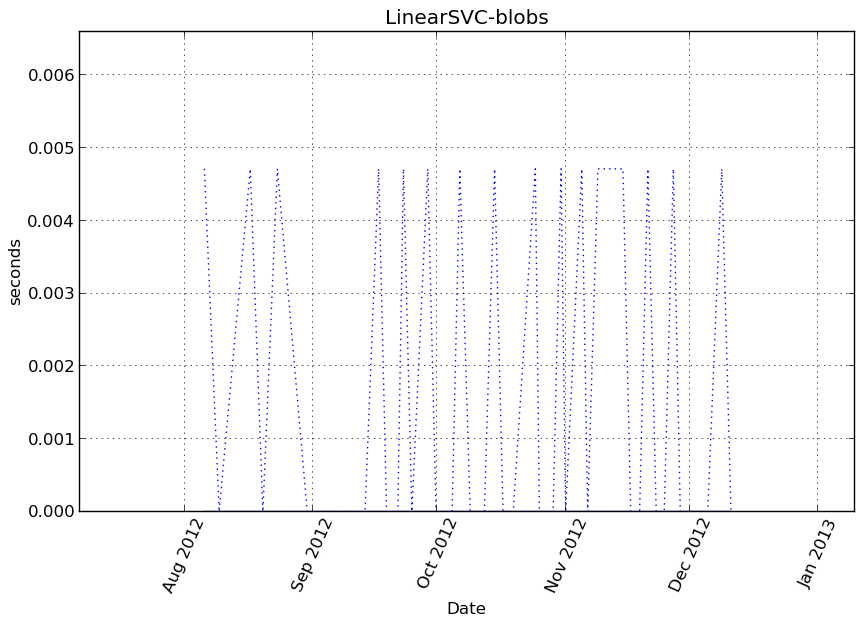 LinearSVC-blobs
0.006
0.005
0.004
0.003
0.002
0.001
0.000
seconds
Aug 2012
Sep 2012
Oct 2012
Nov 2012
Dec 2012
Jan 2013
Date